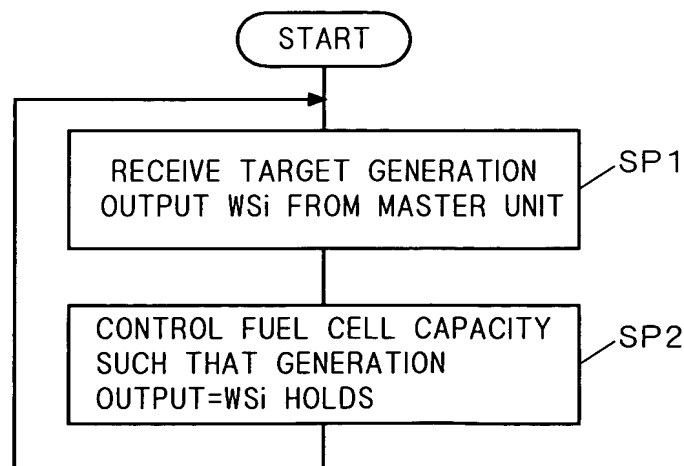 START
RECEIVE TARGET GENERATION
OUTPUT WSi FROM MASTER UNIT
SP1
CONTROL FUEL CELL CAPACITY
SUCH THAT GENERATION
OUTPUT=WSi HOLDS
SP2